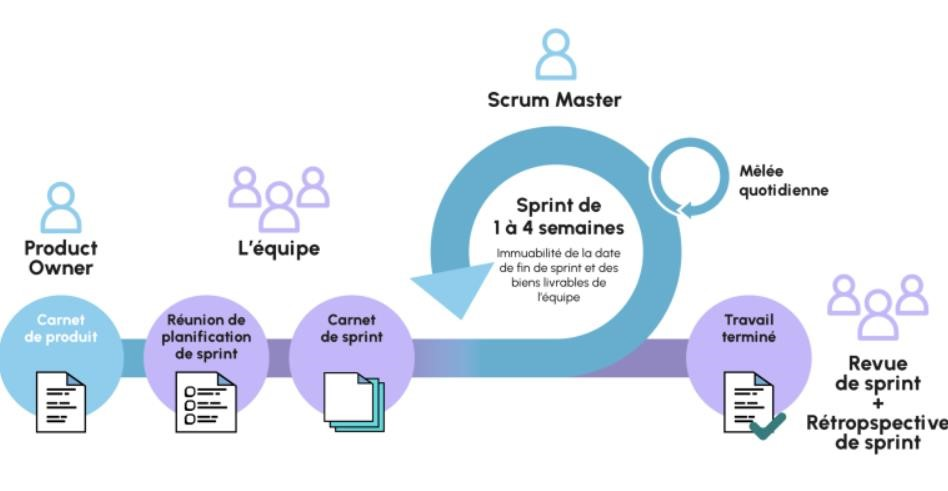 Scrum Master
Mêlée
quotidienne
Product
Owner
L'équipe
Sprint de
1 à 4 semaines
Immuabilité de la date
de fin de sprint et des
biens livrables de
l'équipe
Carnet
de produit
Réunion de
planification
de sprint
Carnet
de sprint
Travail
terminé
Revue
de sprint
+
Rétropspective
de sprint